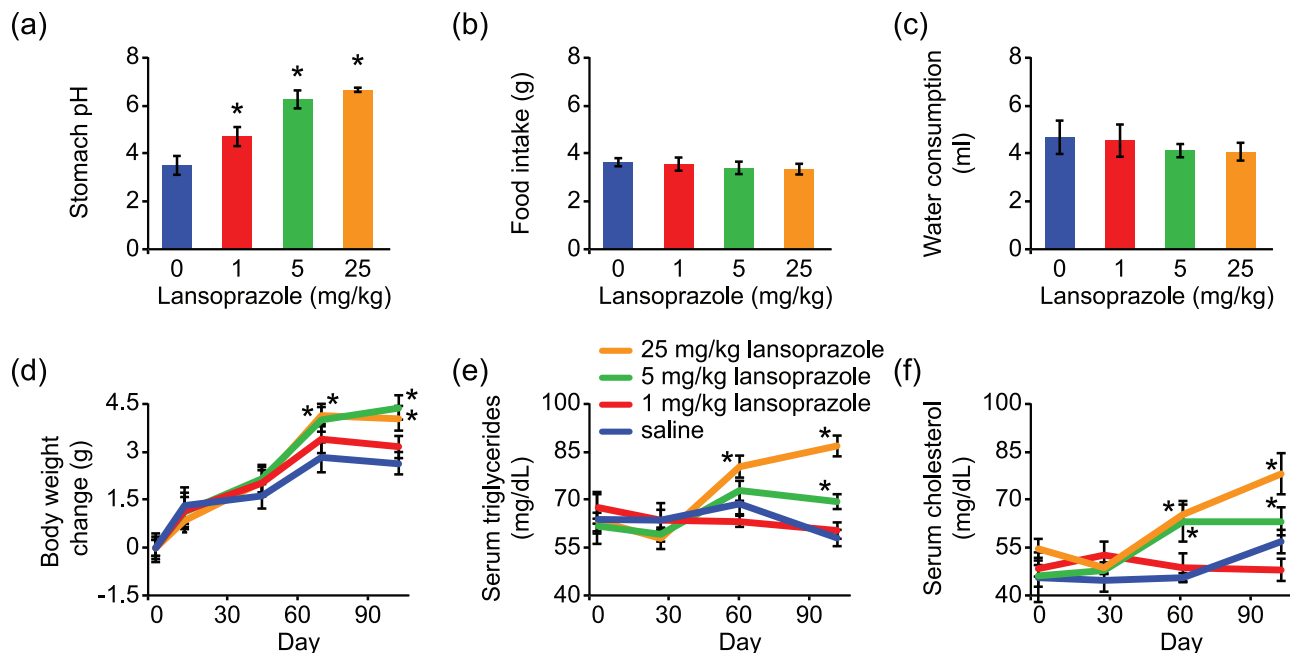 (a)
Stomach pH
8
6
4
2
0
*
*
*
0 1 5 25
Lansoprazole (mg/kg)
(b)
Food intake (g)
8
6
4
2
0
0 1 5 25
Lansoprazole (mg/kg)
(c)
Water consumption
(ml)
8
6
4
2
0
0 1 5 25
Lansoprazole (mg/kg)
(d)
Body weight
change (g)
4.5
3
1.5
0
-1.5
*
*
*
*
0 30 60 90
Day
25 mg/kg lansoprazole
5 mg/kg lansoprazole
1 mg/kg lansoprazole
saline
(e)
Serum triglycerides
(mg/dL)
100
85
70
55
40
*
*
*
0 30 60 90
Day
(f)
Serum cholesterol
(mg/dL)
100
85
70
55
40
*
*
*
*
0 30 60 90
Day